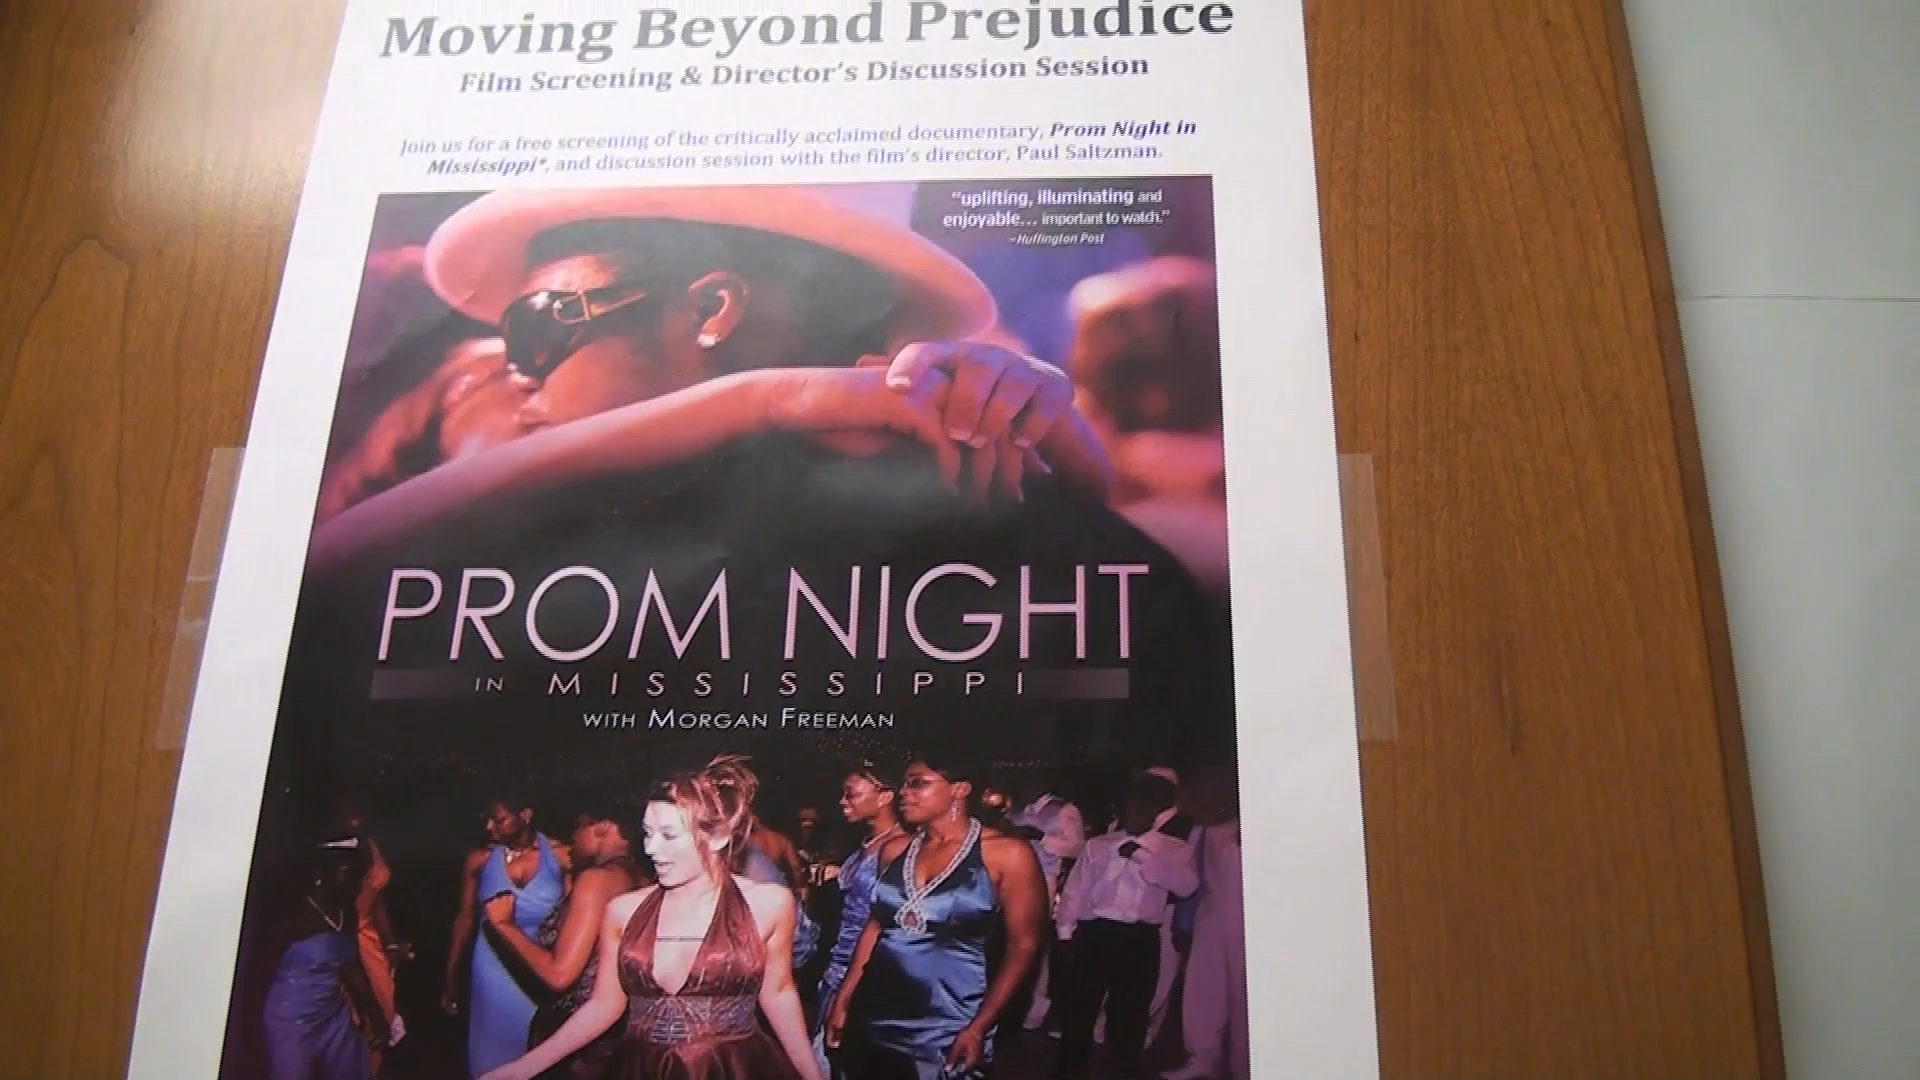 Moving Beyond Prejudice
Film Screening & Director's Discussion Session
Join us for a free screening of the critically acclaimed documentary, Prom Night in
Mississippi*, and discussion session with the film's director, Paul Saltzman.
"uplifting, illuminating and
enjoyable... important to watch."
–Huffington Post
PROM NIGHT
IN MISSISSIPPI
WITH MORGAN FREEMAN